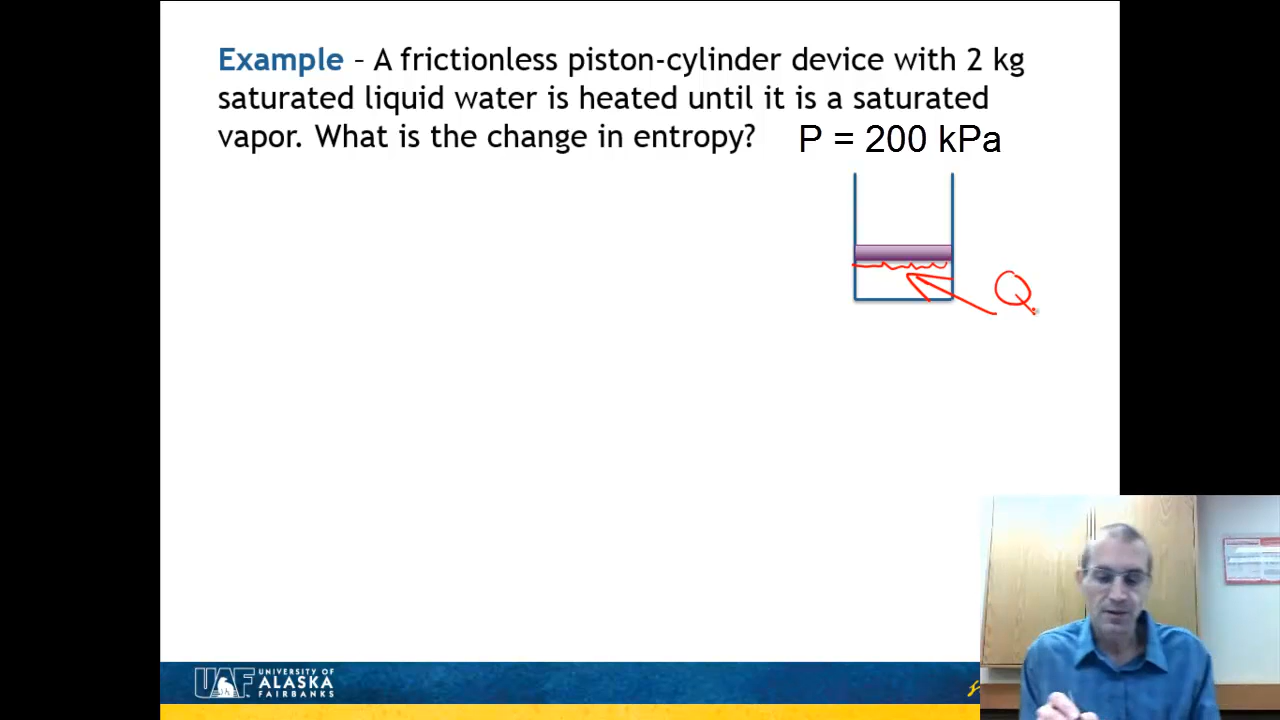 Example – A frictionless piston-cylinder device with 2 kg
saturated liquid water is heated until it is a saturated
vapor. What is the change in entropy?
P = 200 kPa
Q
UAF
UNIVERSITY OF
ALASKA
FAIRBANKS